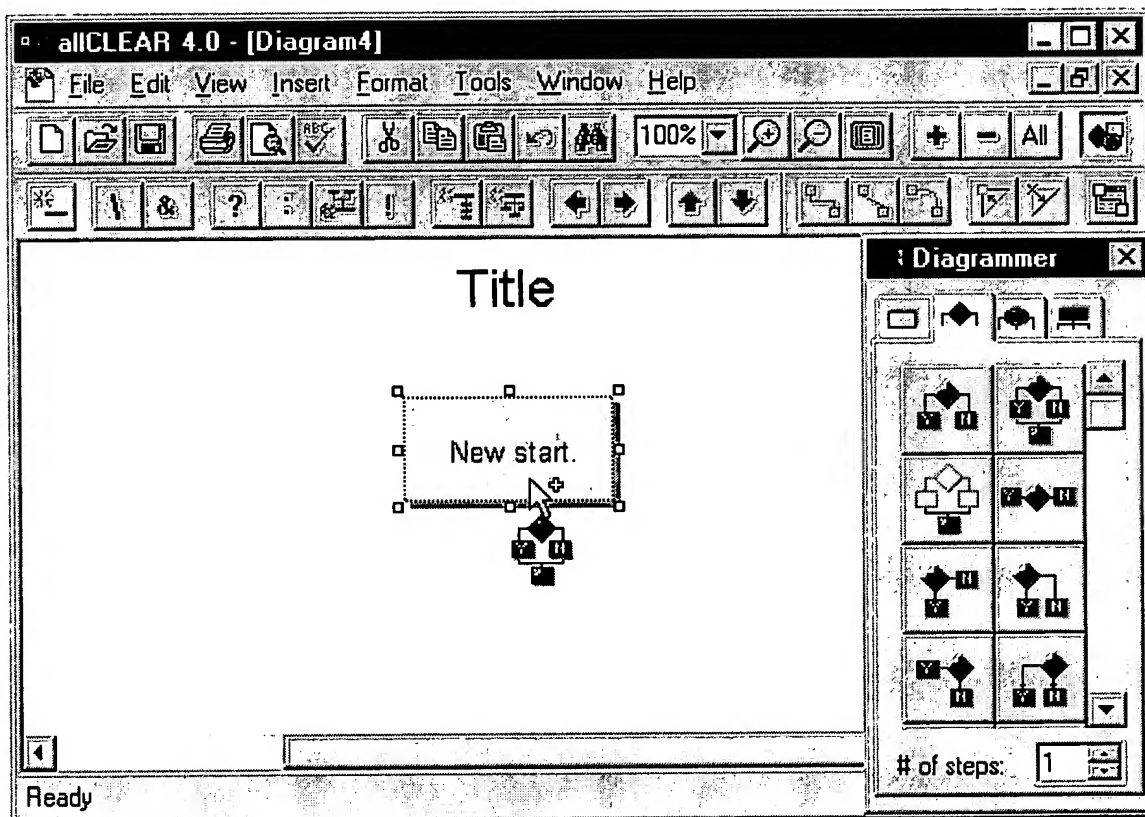 allCLEAR 4.0 - [Diagram4]
File Edit View Insert Format Tools Window Help
ABC 100% All
& ?
Diagrammer
Title
New start.
Y N
# of steps: 1
Ready